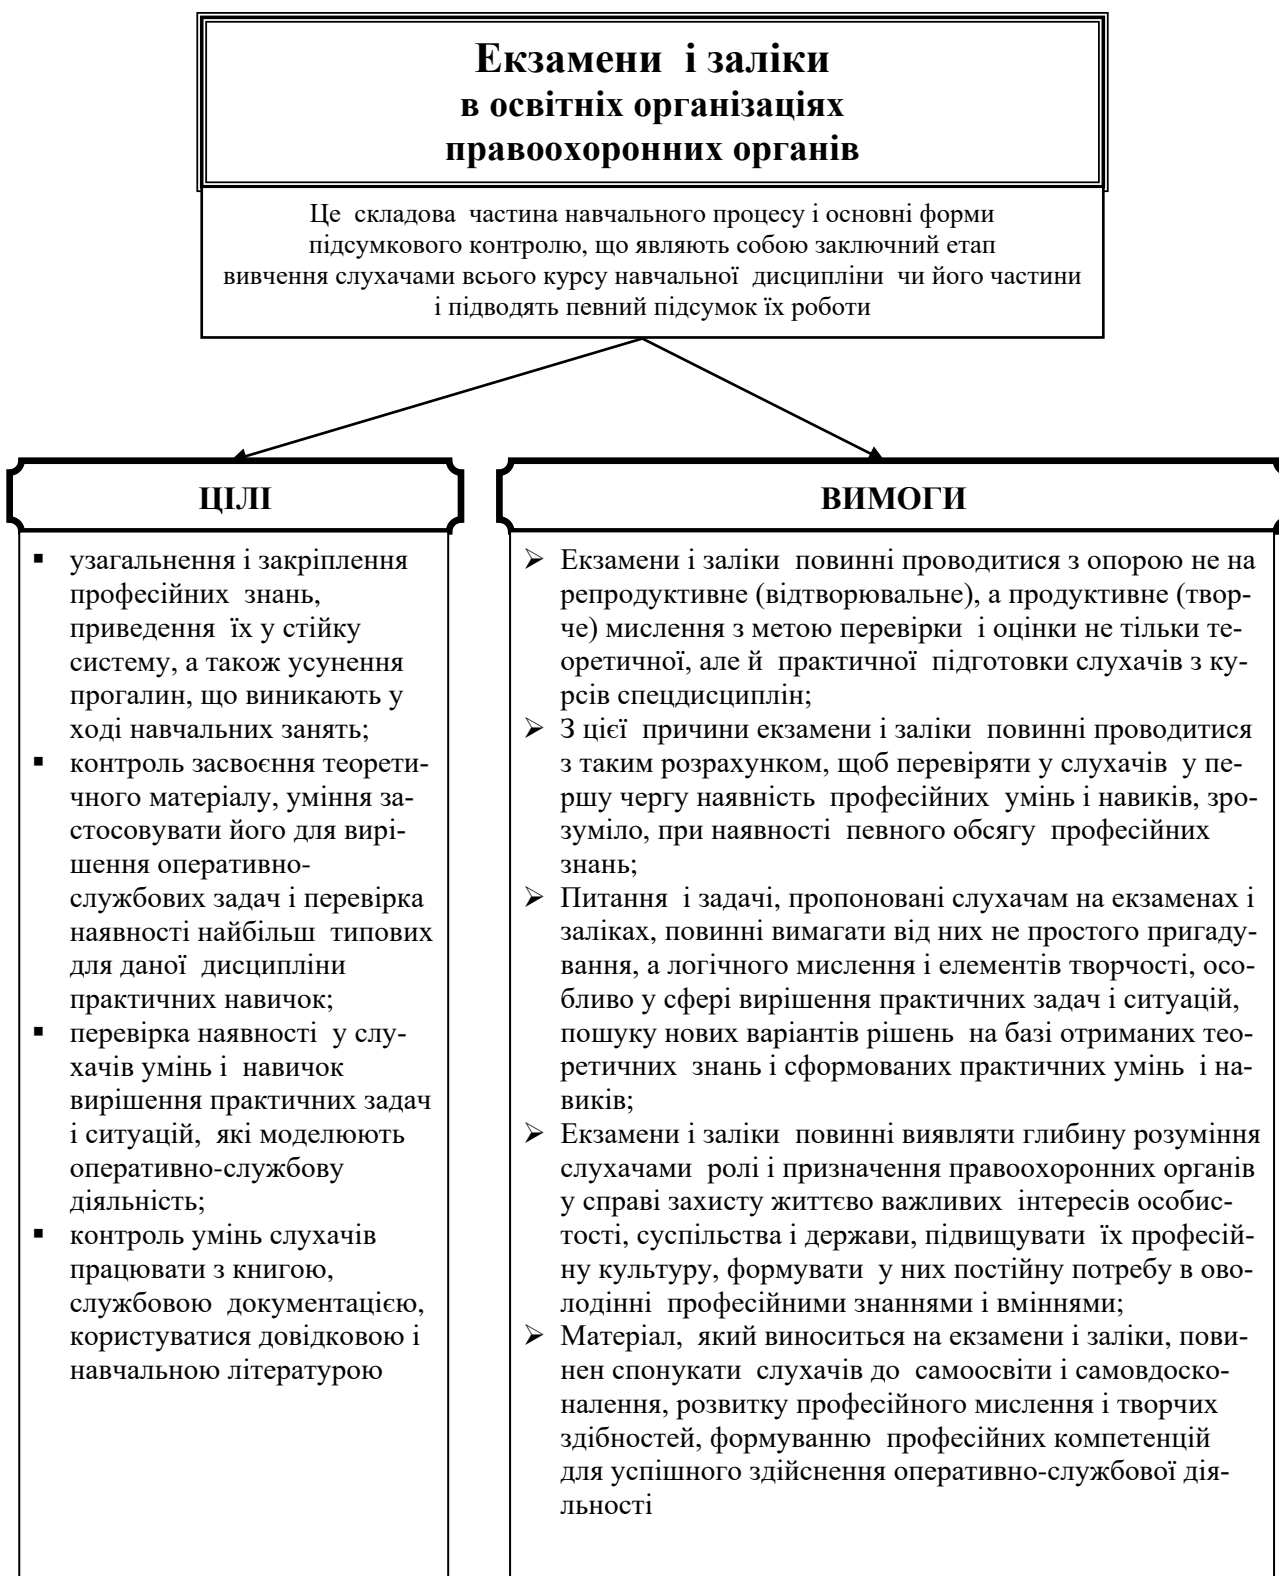 Екзамени і заліки
в освітніх організаціях
правоохоронних органів
Це складова частина навчального процесу і основні форми
підсумкового контролю, що являють собою заключний етап
вивчення слухачами всього курсу навчальної дисципліни чи його частини
і підводять певний підсумок їх роботи
ЦІЛІ
узагальнення і закріплення
професійних знань,
приведення їх у стійку
систему, а також усунення
прогалин, що виникають у
ході навчальних занять;
контроль засвоєння теорети-
чного матеріалу, уміння за-
стосовувати його для вирі-
шення оперативно-
службових задач і перевірка
наявності найбільш типових
для даної дисципліни
практичних навичок;
перевірка наявності у слу-
хачів умінь і навичок
вирішення практичних задач
і ситуацій, які моделюють
оперативно-службову
діяльність;
контроль умінь слухачів
працювати з книгою,
службовою документацією,
користуватися довідковою і
навчальною літературою
ВИМОГИ
Екзамени і заліки повинні проводитися з опорою не на
репродуктивне (відтворювальне), а продуктивне (твор-
че) мислення з метою перевірки і оцінки не тільки те-
оретичної, але й практичної підготовки слухачів з ку-
рсів спецдисциплін;
З цієї причини екзамени і заліки повинні проводитися
з таким розрахунком, щоб перевіряти у слухачів у пе-
ршу чергу наявність професійних умінь і навиків, зро-
зуміло, при наявності певного обсягу професійних
знань;
Питання і задачі, пропоновані слухачам на екзаменах і
заліках, повинні вимагати від них не простого пригаду-
вання, а логічного мислення і елементів творчості, осо-
бливо у сфері вирішення практичних задач і ситуацій,
пошуку нових варіантів рішень на базі отриманих тео-
ретичних знань і сформованих практичних умінь і на-
виків;
Екзамени і заліки повинні виявляти глибину розуміння
слухачами ролі і призначення правоохоронних органів
у справі захисту життєво важливих інтересів особис-
тості, суспільства і держави, підвищувати їх професій-
ну культуру, формувати у них постійну потребу в ово-
лодінні професійними знаннями і вміннями;
Матеріал, який виноситься на екзамени і заліки, пови-
нен спонукати слухачів до самоосвіти і самовдоско-
налення, розвитку професійного мислення і творчих
здібностей, формуванню професійних компетенцій
для успішного здійснення оперативно-службової дія-
льності